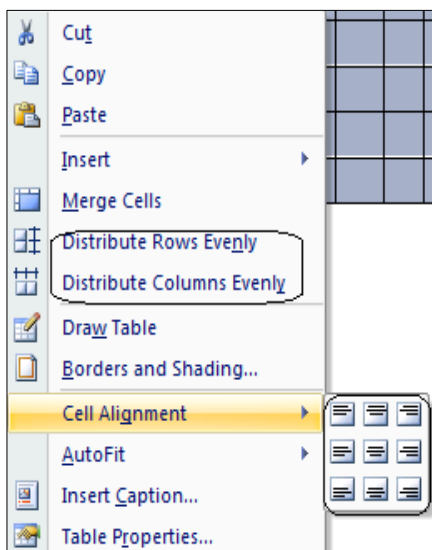 Cut
Copy
Paste
Insert
Merge Cells
Distribute Rows Evenly
Distribute Columns Evenly
Draw Table
Borders and Shading...
Cell Alignment
AutoFit
Insert Caption...
Table Properties...